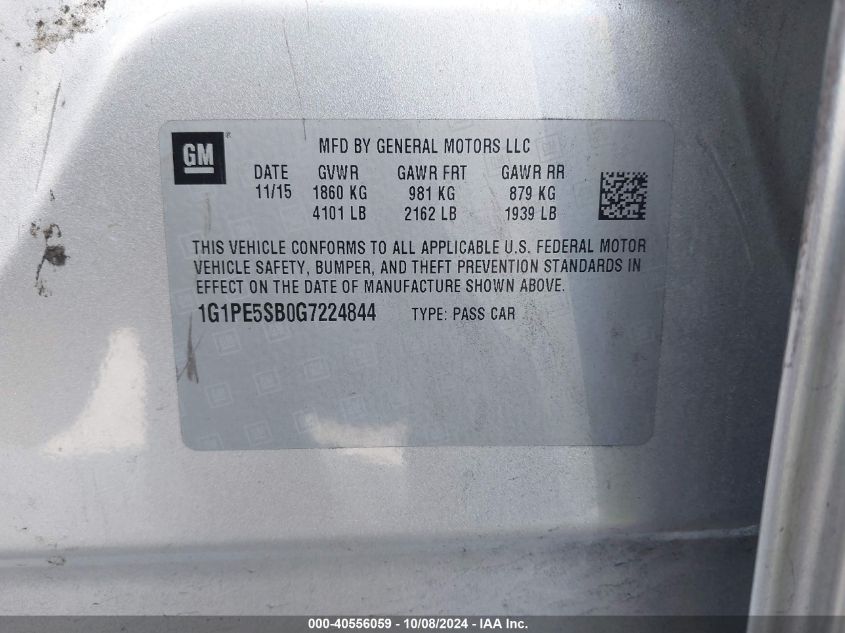 GM
®
MFD BY GENERAL MOTORS LLC
DATE GVWR GAWR FRT GAWR RR
11/15 1860 KG 981 KG 879 KG
4101 LB 2162 LB 1939 LB
THIS VEHICLE CONFORMS TO ALL APPLICABLE U.S. FEDERAL MOTOR
VEHICLE SAFETY, BUMPER, AND THEFT PREVENTION STANDARDS IN
EFFECT ON THE DATE OF MANUFACTURE SHOWN ABOVE.
1G1PE5SB0G7224844 TYPE: PASS CAR
000-40556059 - 10/08/2024 - IAA Inc.